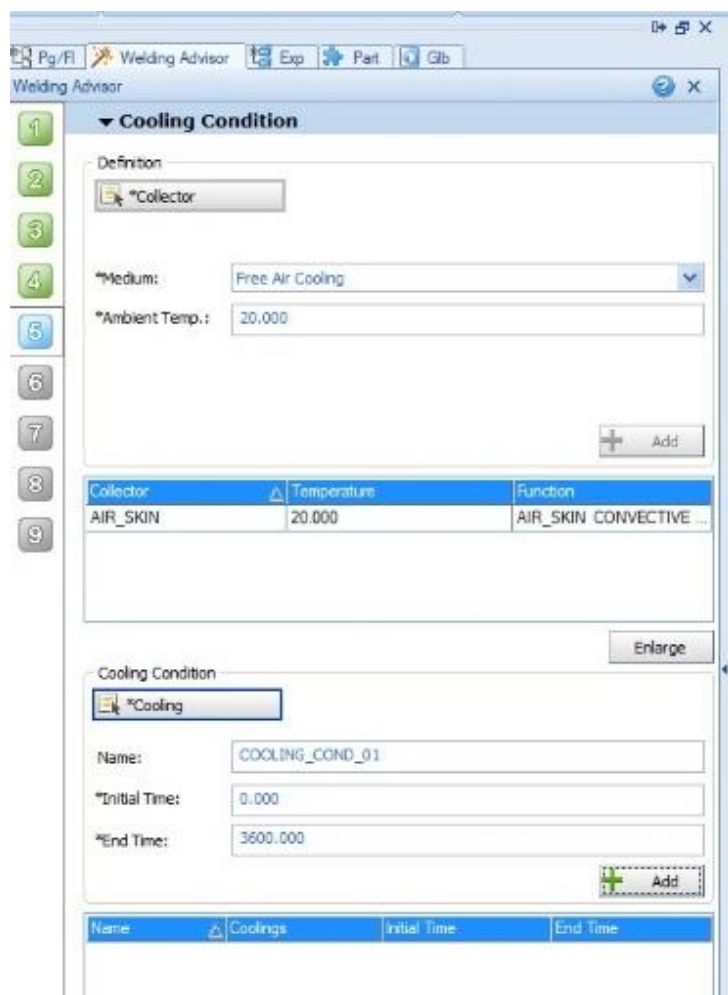 Pg/Fl Welding Advisor Exp Part Glb
Welding Advisor
Cooling Condition
1
2
3
4
5
6
7
8
9
Definition
*Collector
*Medium: Free Air Cooling
*Ambient Temp.: 20.000
Add
Collector Temperature Function
AIR_SKIN 20.000 AIR_SKIN CONVECTIVE ...
Enlarge
Cooling Condition
*Cooling
Name: COOLING_COND_01
*Initial Time: 0.000
*End Time: 3600.000
Add
Name Coolings Initial Time End Time